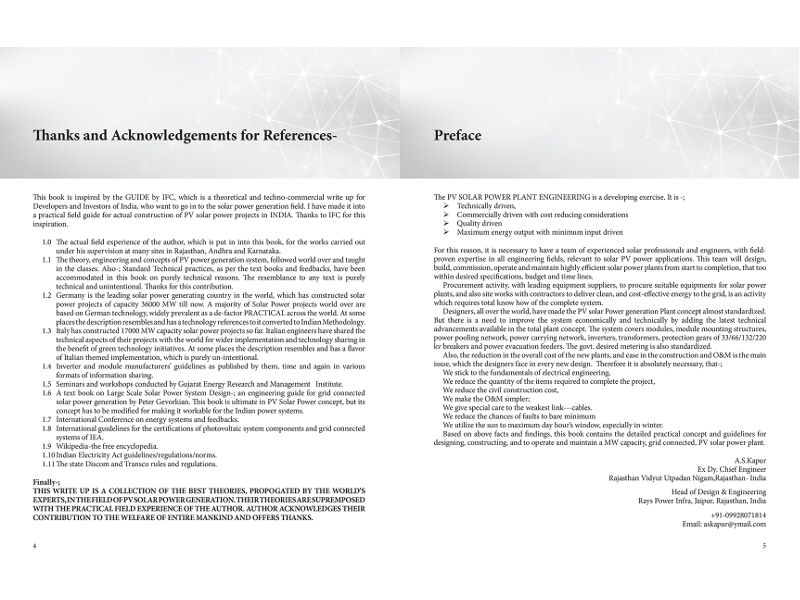 Thanks and Acknowledgements for References-
This book is inspired by the GUIDE by IFC, which is a theoretical and techno-commercial write up for
Developers and Investors of India, who want to go in to the solar power generation field. I have made it into
a practical field guide for actual construction of PV solar power projects in INDIA. Thanks to IFC for this
inspiration.
1.0 The actual field experience of the author, which is put in into this book, for the works carried out
under his supervision at many sites in Rajasthan, Andhra and Karnataka.
1.1 The theory, engineering and concepts of PV power generation system, followed world over and taught
in the classes. Also-; Standard Technical practices, as per the text books and feedbacks, have been
accommodated in this book on purely technical reasons. The resemblance to any text is purely
technical and unintentional. Thanks for this contribution.
1.2 Germany is the leading solar power generating country in the world, which has constructed solar
power projects of capacity 36000 MW till now. A majority of Solar Power projects world over are
based on German technology, widely prevalent as a de-factor PRACTICAL across the world. At some
places the description resembles and has a technology references to it converted to Indian Methodology.
1.3 Italy has constructed 17000 MW capacity solar power projects so far. Italian engineers have shared the
technical aspects of their projects with the world for wider implementation and technology sharing in
the benefit of green technology initiatives. At some places the description resembles and has a flavor
of Italian themed implementation, which is purely un-intentional.
1.4 Inverter and module manufacturers' guidelines as published by them, time and again in various
formats of information sharing.
1.5 Seminars and workshops conducted by Gujarat Energy Research and Management Institute.
1.6 A text book on Large Scale Solar Power System Design-; an engineering guide for grid connected
solar power generation by Peter Gevorkian. This book is ultimate in PV Solar Power concept, but its
concept has to be modified for making it workable for the Indian power systems.
1.7 International Conference on energy systems and feedbacks.
1.8 International guidelines for the certifications of photovoltaic system components and grid connected
systems of IEA.
1.9 Wikipedia-the free encyclopedia.
1.10 Indian Electricity Act guidelines/regulations/norms.
1.11 The state Discom and Transco rules and regulations.
Finally-;
THIS WRITE UP IS A COLLECTION OF THE BEST THEORIES, PROPOGATED BY THE WORLD'S
EXPERTS, IN THE FIELD OF PV SOLAR POWER GENERATION. THEIR THEORIES ARE SUPREMPOSED
WITH THE PRACTICAL FIELD EXPERIENCE OF THE AUTHOR. AUTHOR ACKNOWLEDGES THEIR
CONTRIBUTION TO THE WELFARE OF ENTIRE MANKIND AND OFFERS THANKS.
4
Preface
The PV SOLAR POWER PLANT ENGINEERING is a developing exercise. It is -;
➢ Technically driven,
➢ Commercially driven with cost reducing considerations
➢ Quality driven
➢ Maximum energy output with minimum input driven
For this reason, it is necessary to have a team of experienced solar professionals and engineers, with field-
proven expertise in all engineering fields, relevant to solar PV power applications. This team will design,
build, commission, operate and maintain highly efficient solar power plants from start to completion, that too
within desired specifications, budget and time lines.
Procurement activity, with leading equipment suppliers, to procure suitable equipments for solar power
plants, and also site works with contractors to deliver clean, and cost-effective energy to the grid, is an activity
which requires total know how of the complete system.
Designers, all over the world, have made the PV solar Power generation Plant concept almost standardized.
But there is a need to improve the system economically and technically by adding the latest technical
advancements available in the total plant concept. The system covers modules, module mounting structures,
power pooling network, power carrying network, inverters, transformers, protection gears of 33/66/132/220
kv breakers and power evacuation feeders. The govt. desired metering is also standardized.
Also, the reduction in the overall cost of the new plants, and ease in the construction and O&M is the main
issue, which the designers face in every new design. Therefore it is absolutely necessary, that-;
We stick to the fundamentals of electrical engineering,
We reduce the quantity of the items required to complete the project,
We reduce the civil construction cost,
We make the O&M simpler;
We give special care to the weakest link---cables.
We reduce the chances of faults to bare minimum
We utilize the sun to maximum day hour's window, especially in winter.
Based on above facts and findings, this book contains the detailed practical concept and guidelines for
designing, constructing, and to operate and maintain a MW capacity, grid connected, PV solar power plant.
A.S.Kapur
Ex Dy. Chief Engineer
Rajasthan Vidyut Utpadan Nigam,Rajasthan- India
Head of Design & Engineering
Rays Power Infra, Jaipur, Rajasthan, India
+91-09928071814
Email: askapur@ymail.com
5